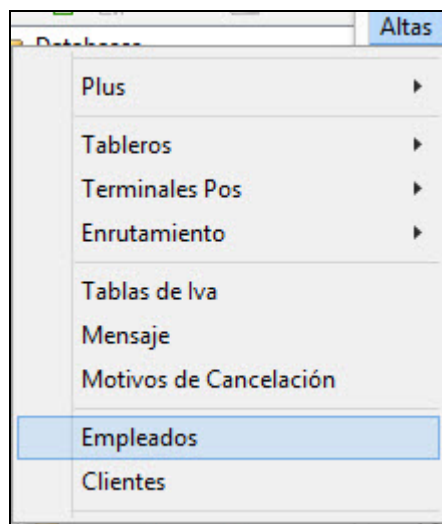 Altas
Plus
Tableros
Terminales Pos
Enrutamiento
Tablas de Iva
Mensaje
Motivos de Cancelación
Empleados
Clientes